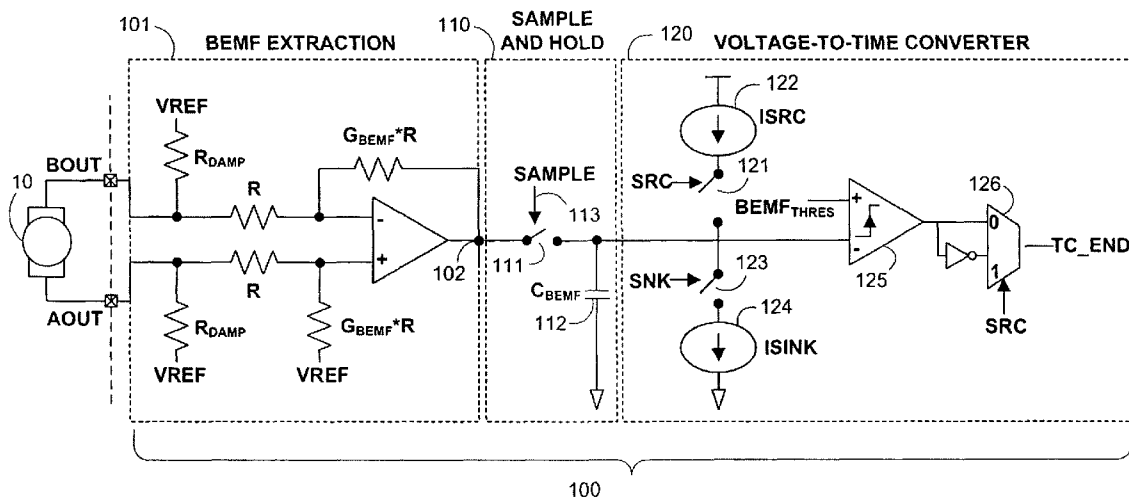 101
BEMF EXTRACTION
110
SAMPLE
AND HOLD
120
VOLTAGE-TO-TIME CONVERTER
VREF
BOUT
R_DAMP
G_BEMF*R
10
R
SAMPLE
113
122
ISRC
SRC
121
BEMF_THRES
+
-
126
0
-
+
102
111
R
C_BEMF
112
SNK
123
124
125
1
TC_END
AOUT
R_DAMP
G_BEMF*R
ISINK
SRC
VREF
VREF
100